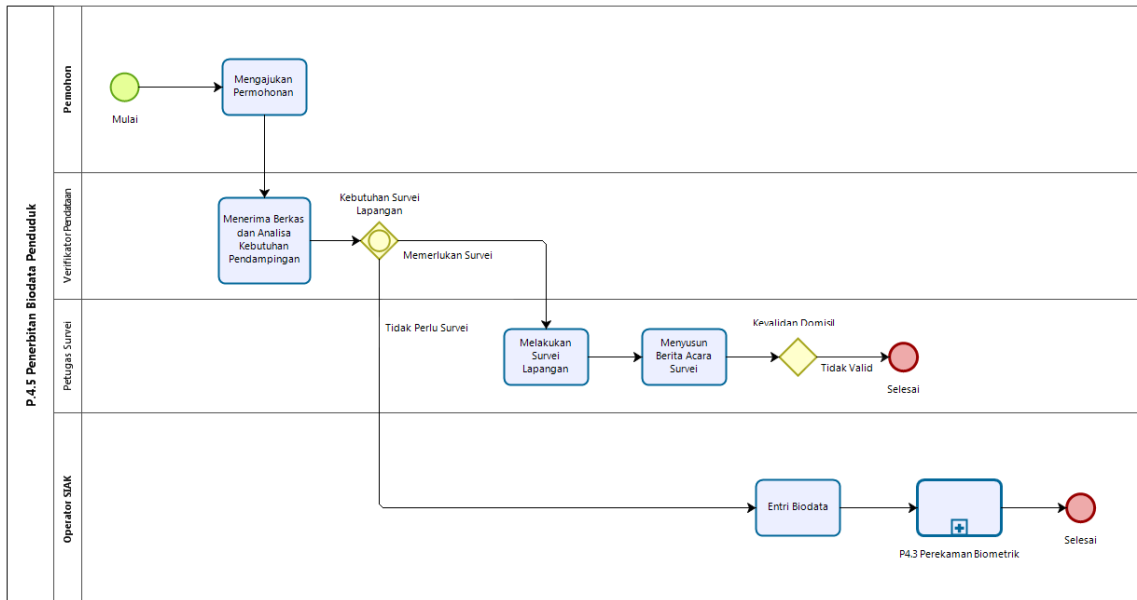 P.4.5 Penerbitan Biodata Penduduk
Pemohon
Mulai
Mengajukan
Permohonan
Verifikator Pendataan
Menerima Berkas
dan Analisa
Kebutuhan
Pendampingan
Kebutuhan Survei
Lapangan
Memerlukan Survei
Tidak Perlu Survei
Petugas Survei
Melakukan
Survei
Lapangan
Menyusun
Berita Acara
Survei
Kevalidan Domisil
Tidak Valid
Selesai
Operator SIAK
Entri Biodata
P4.3 Perekaman Biometrik
Selesai